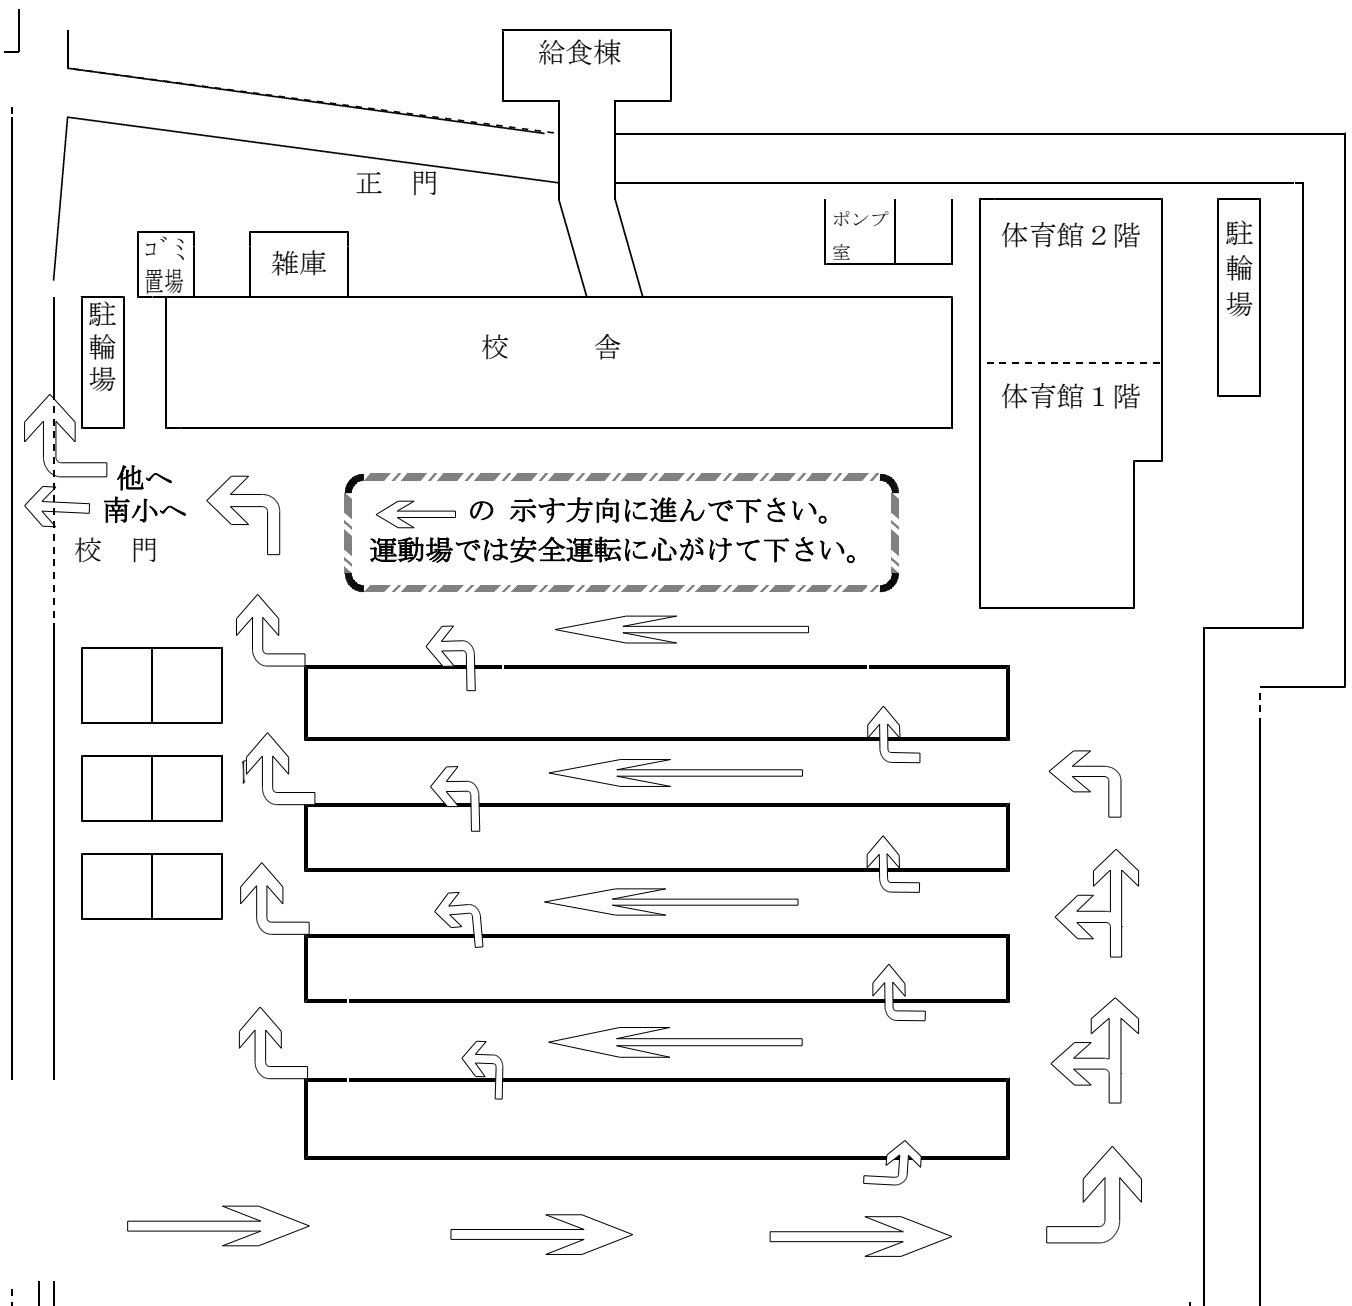 給食棟
正　門
ポンプ
室
体育館２階
駐輪場
ゴミ
置場
雑庫
駐輪場
校　　舎
体育館１階
他へ
南小へ
校　門
の 示す方向に進んで下さい。
運動場では安全運転に心がけて下さい。